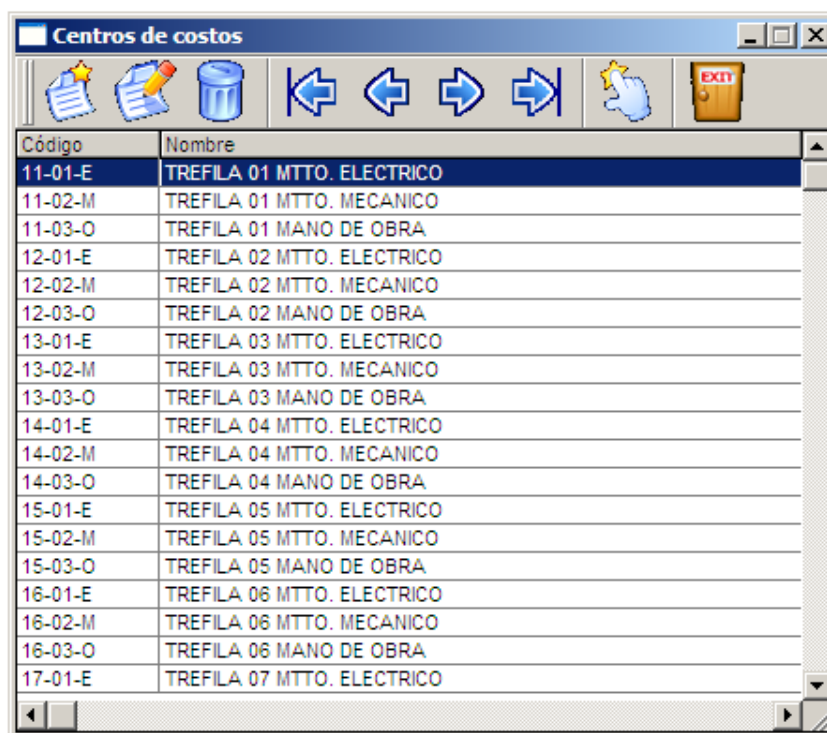 Centros de costos
EXIT
Código Nombre
11-01-E TREFILA 01 MTTO. ELECTRICO
11-02-M TREFILA 01 MTTO. MECANICO
11-03-O TREFILA 01 MANO DE OBRA
12-01-E TREFILA 02 MTTO. ELECTRICO
12-02-M TREFILA 02 MTTO. MECANICO
12-03-O TREFILA 02 MANO DE OBRA
13-01-E TREFILA 03 MTTO. ELECTRICO
13-02-M TREFILA 03 MTTO. MECANICO
13-03-O TREFILA 03 MANO DE OBRA
14-01-E TREFILA 04 MTTO. ELECTRICO
14-02-M TREFILA 04 MTTO. MECANICO
14-03-O TREFILA 04 MANO DE OBRA
15-01-E TREFILA 05 MTTO. ELECTRICO
15-02-M TREFILA 05 MTTO. MECANICO
15-03-O TREFILA 05 MANO DE OBRA
16-01-E TREFILA 06 MTTO. ELECTRICO
16-02-M TREFILA 06 MTTO. MECANICO
16-03-O TREFILA 06 MANO DE OBRA
17-01-E TREFILA 07 MTTO. ELECTRICO